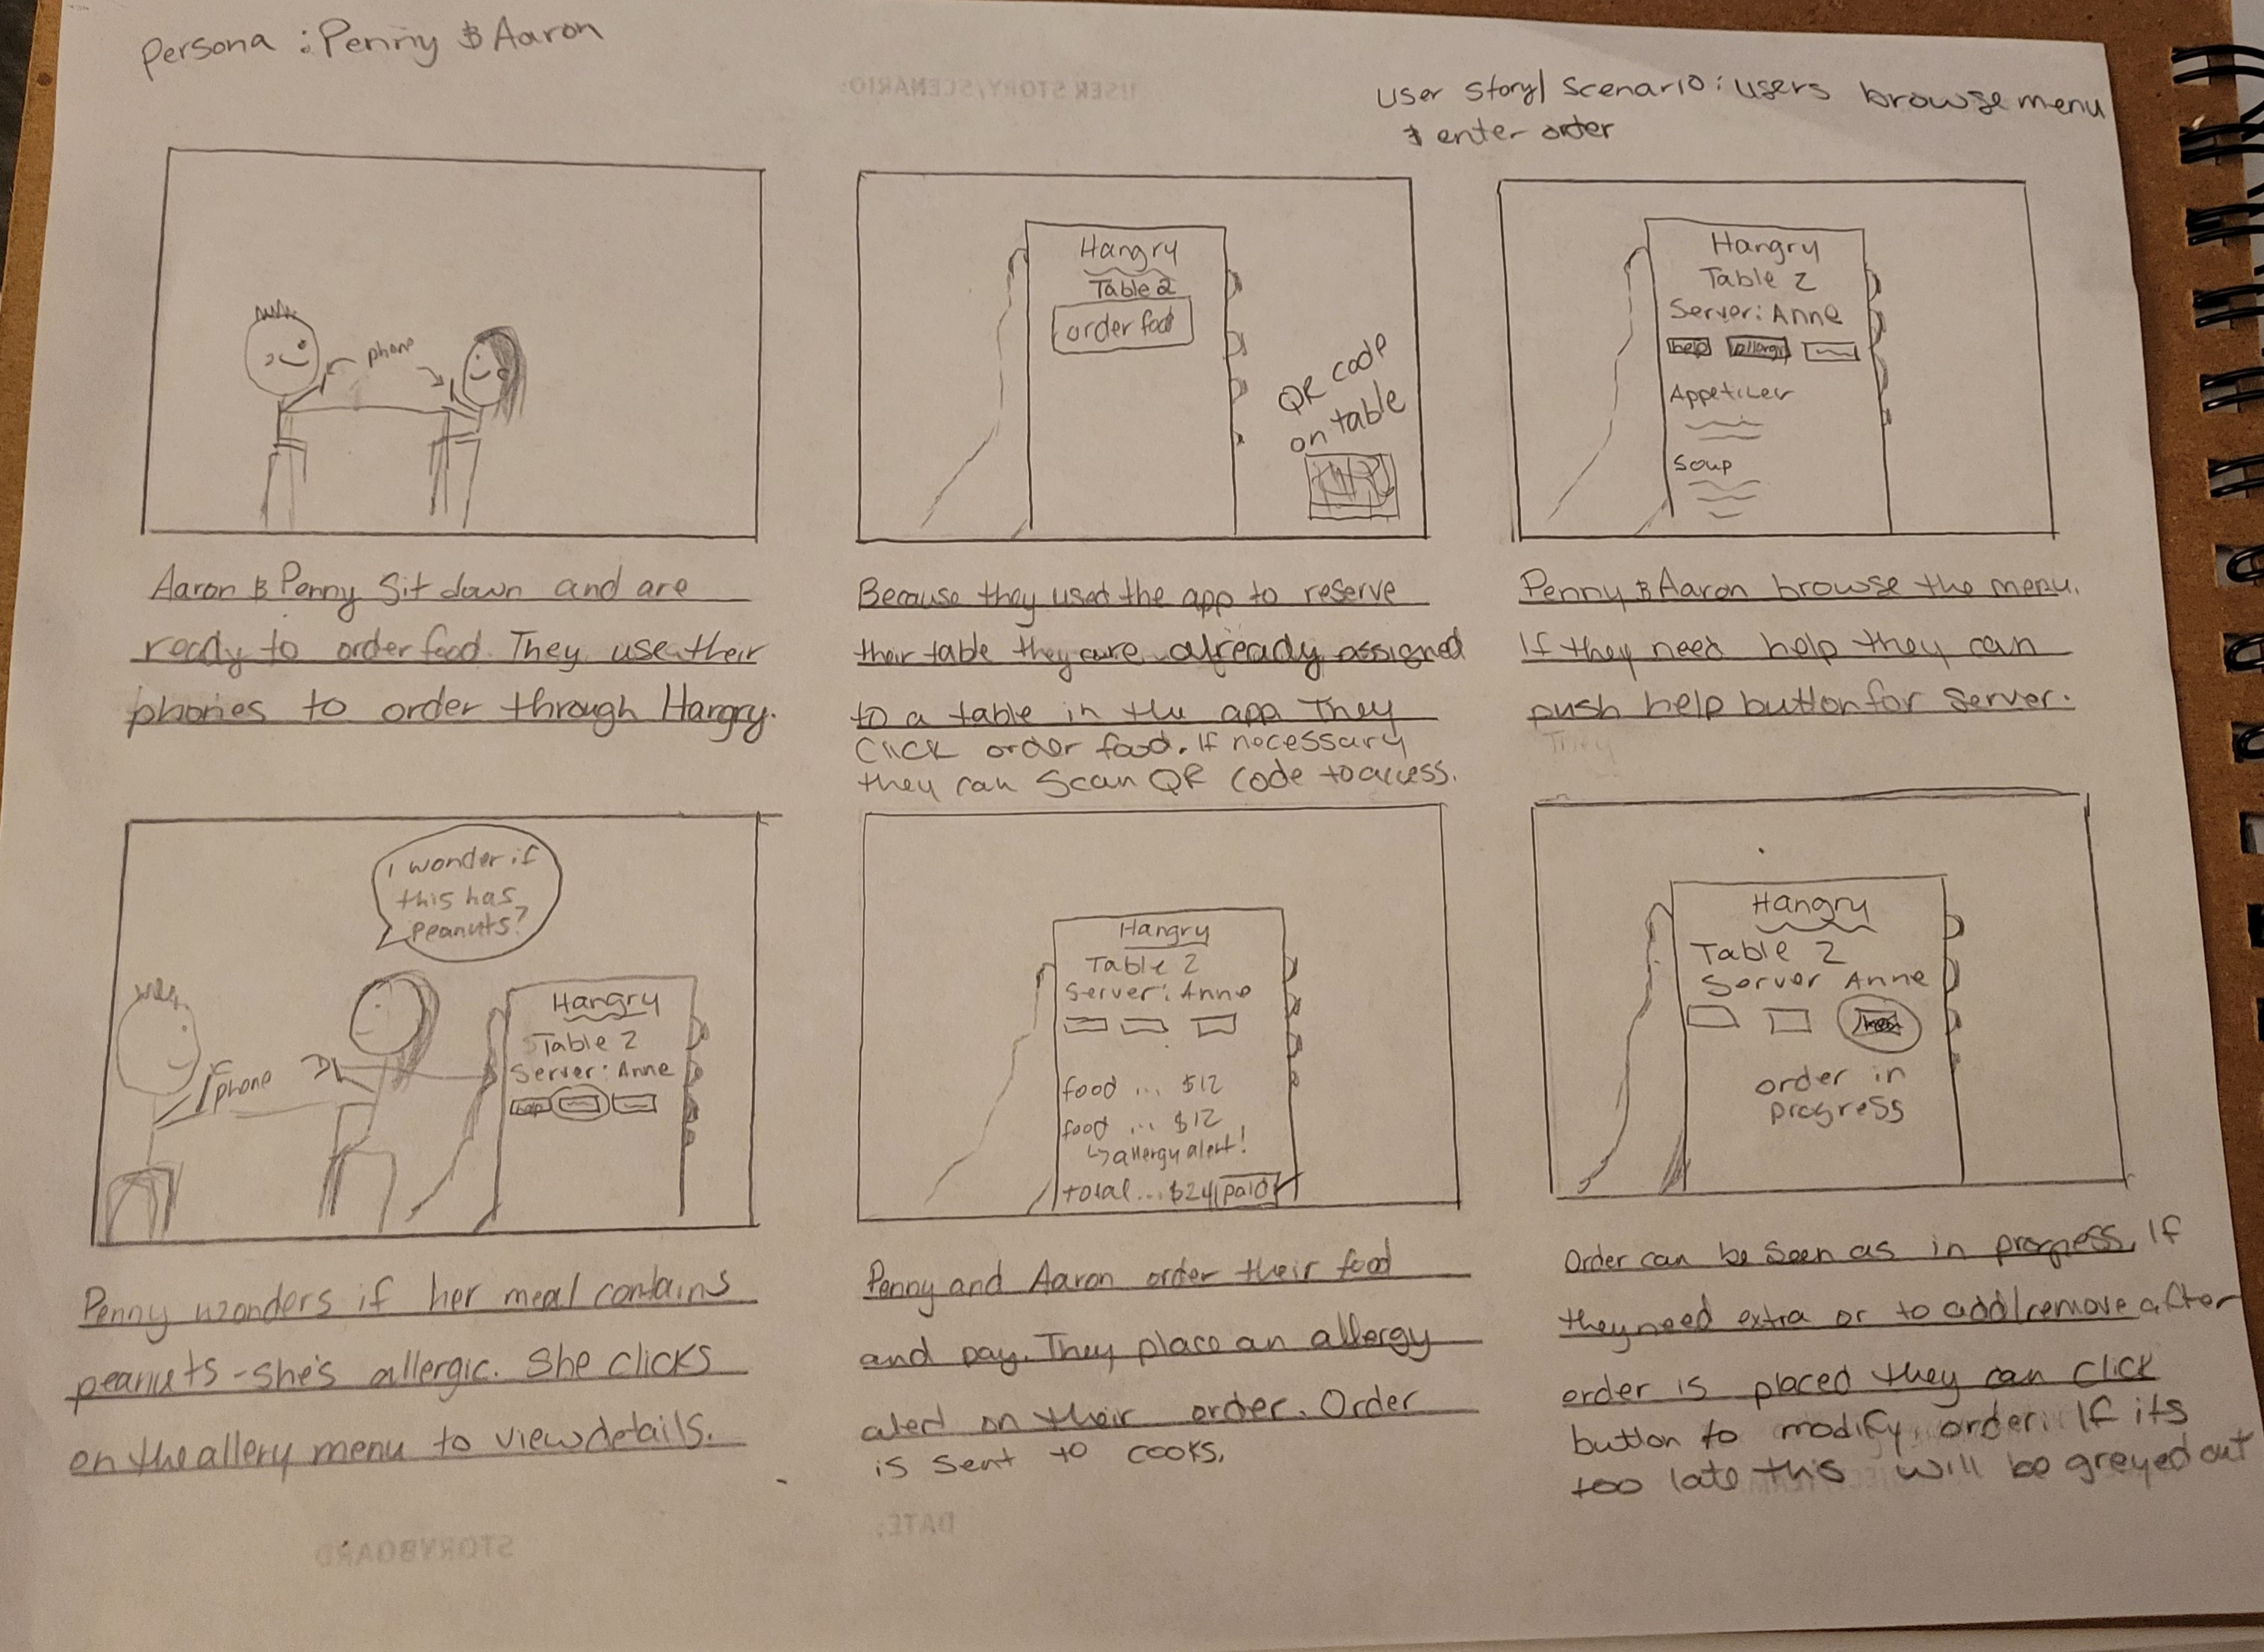 Persona : Penny & Aaron
USER STORY/SCENARIO:
User Story/ Scenario: users browse menu
& enter order
phone
Hangry
Table 2
order food
QR code
on table
Hangry
Table 2
Server: Anne
help allergy
Appetizer
Soup
Aaron & Penny Sit down and are
ready to order food. They use their
phones to order through Hangry.
Because they used the app to reserve
their table they are already assigned
to a table in the app They
Click order food. If necessary
they can Scan QR code to access.
Penny & Aaron browse the menu.
If they need help they can
push help button for server.
They
I wonder if
this has
peanuts?
phone
Hangry
Table 2
Server: Anne
help
Hangry
Table 2
Server: Anne
food ... $12
food ... $12
↳ allergy alert!
total ... $24 paid
Hangry
Table 2
Server Anne
order in
progress
Penny wonders if her meal contains
peanuts - she's allergic. She clicks
on the allery menu to view details.
Penny and Aaron order their food
and pay. They place an allergy
alert on their order. Order
is sent to cooks.
Order can be seen as in progress. If
they need extra or to add/remove after
order is placed they can click
button to modify order. If its
too late this will be greyed out
STORYBOARD
DATE: